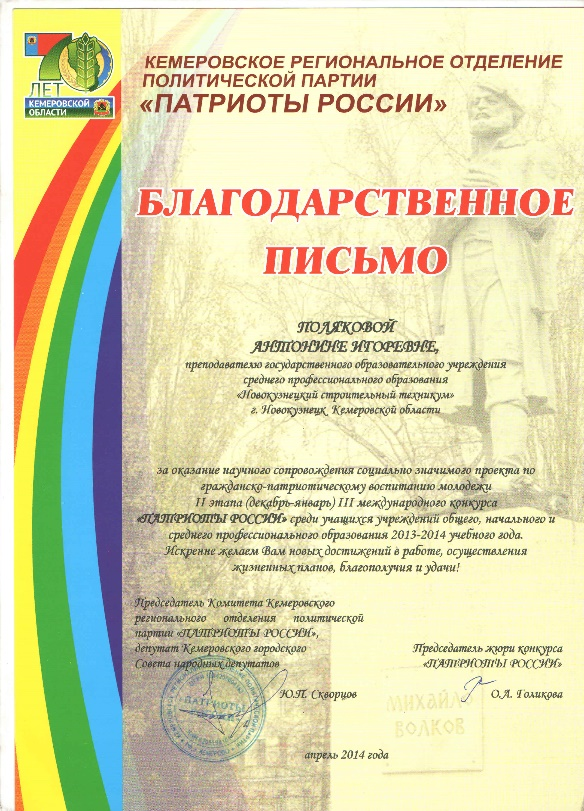 70
ЛЕТ
КЕМЕРОВСКОЙ
ОБЛАСТИ
КЕМЕРОВСКОЕ РЕГИОНАЛЬНОЕ ОТДЕЛЕНИЕ
ПОЛИТИЧЕСКОЙ ПАРТИИ
«ПАТРИОТЫ РОССИИ»
БЛАГОДАРСТВЕННОЕ
ПИСЬМО
ПОЛЯКОВОЙ
АНТОНИНЕ ИГОРЕВНЕ,
преподавателю государственного образовательного учреждения
среднего профессионального образования
«Новокузнецкий строительный техникум»
г. Новокузнецк Кемеровской области
за оказание научного сопровождения социально значимого проекта по
гражданско-патриотическому воспитанию молодежи
II этапа (декабрь-январь) III международного конкурса
«ПАТРИОТЫ РОССИИ» среди учащихся учреждений общего, начального и
среднего профессионального образования 2013-2014 учебного года.
Искренне желаем Вам новых достижений в работе, осуществления
жизненных планов, благополучия и удачи!
Председатель Комитета Кемеровского
регионального отделения политической
партии «ПАТРИОТЫ РОССИИ»,
депутат Кемеровского городского
Совета народных депутатов
Ю.П. Скворцов
Председатель жюри конкурса
«ПАТРИОТЫ РОССИИ»
О.А. Голикова
ПАТРИОТЫ
МИХАЙЛО
ВОЛКОВ
апрель 2014 года